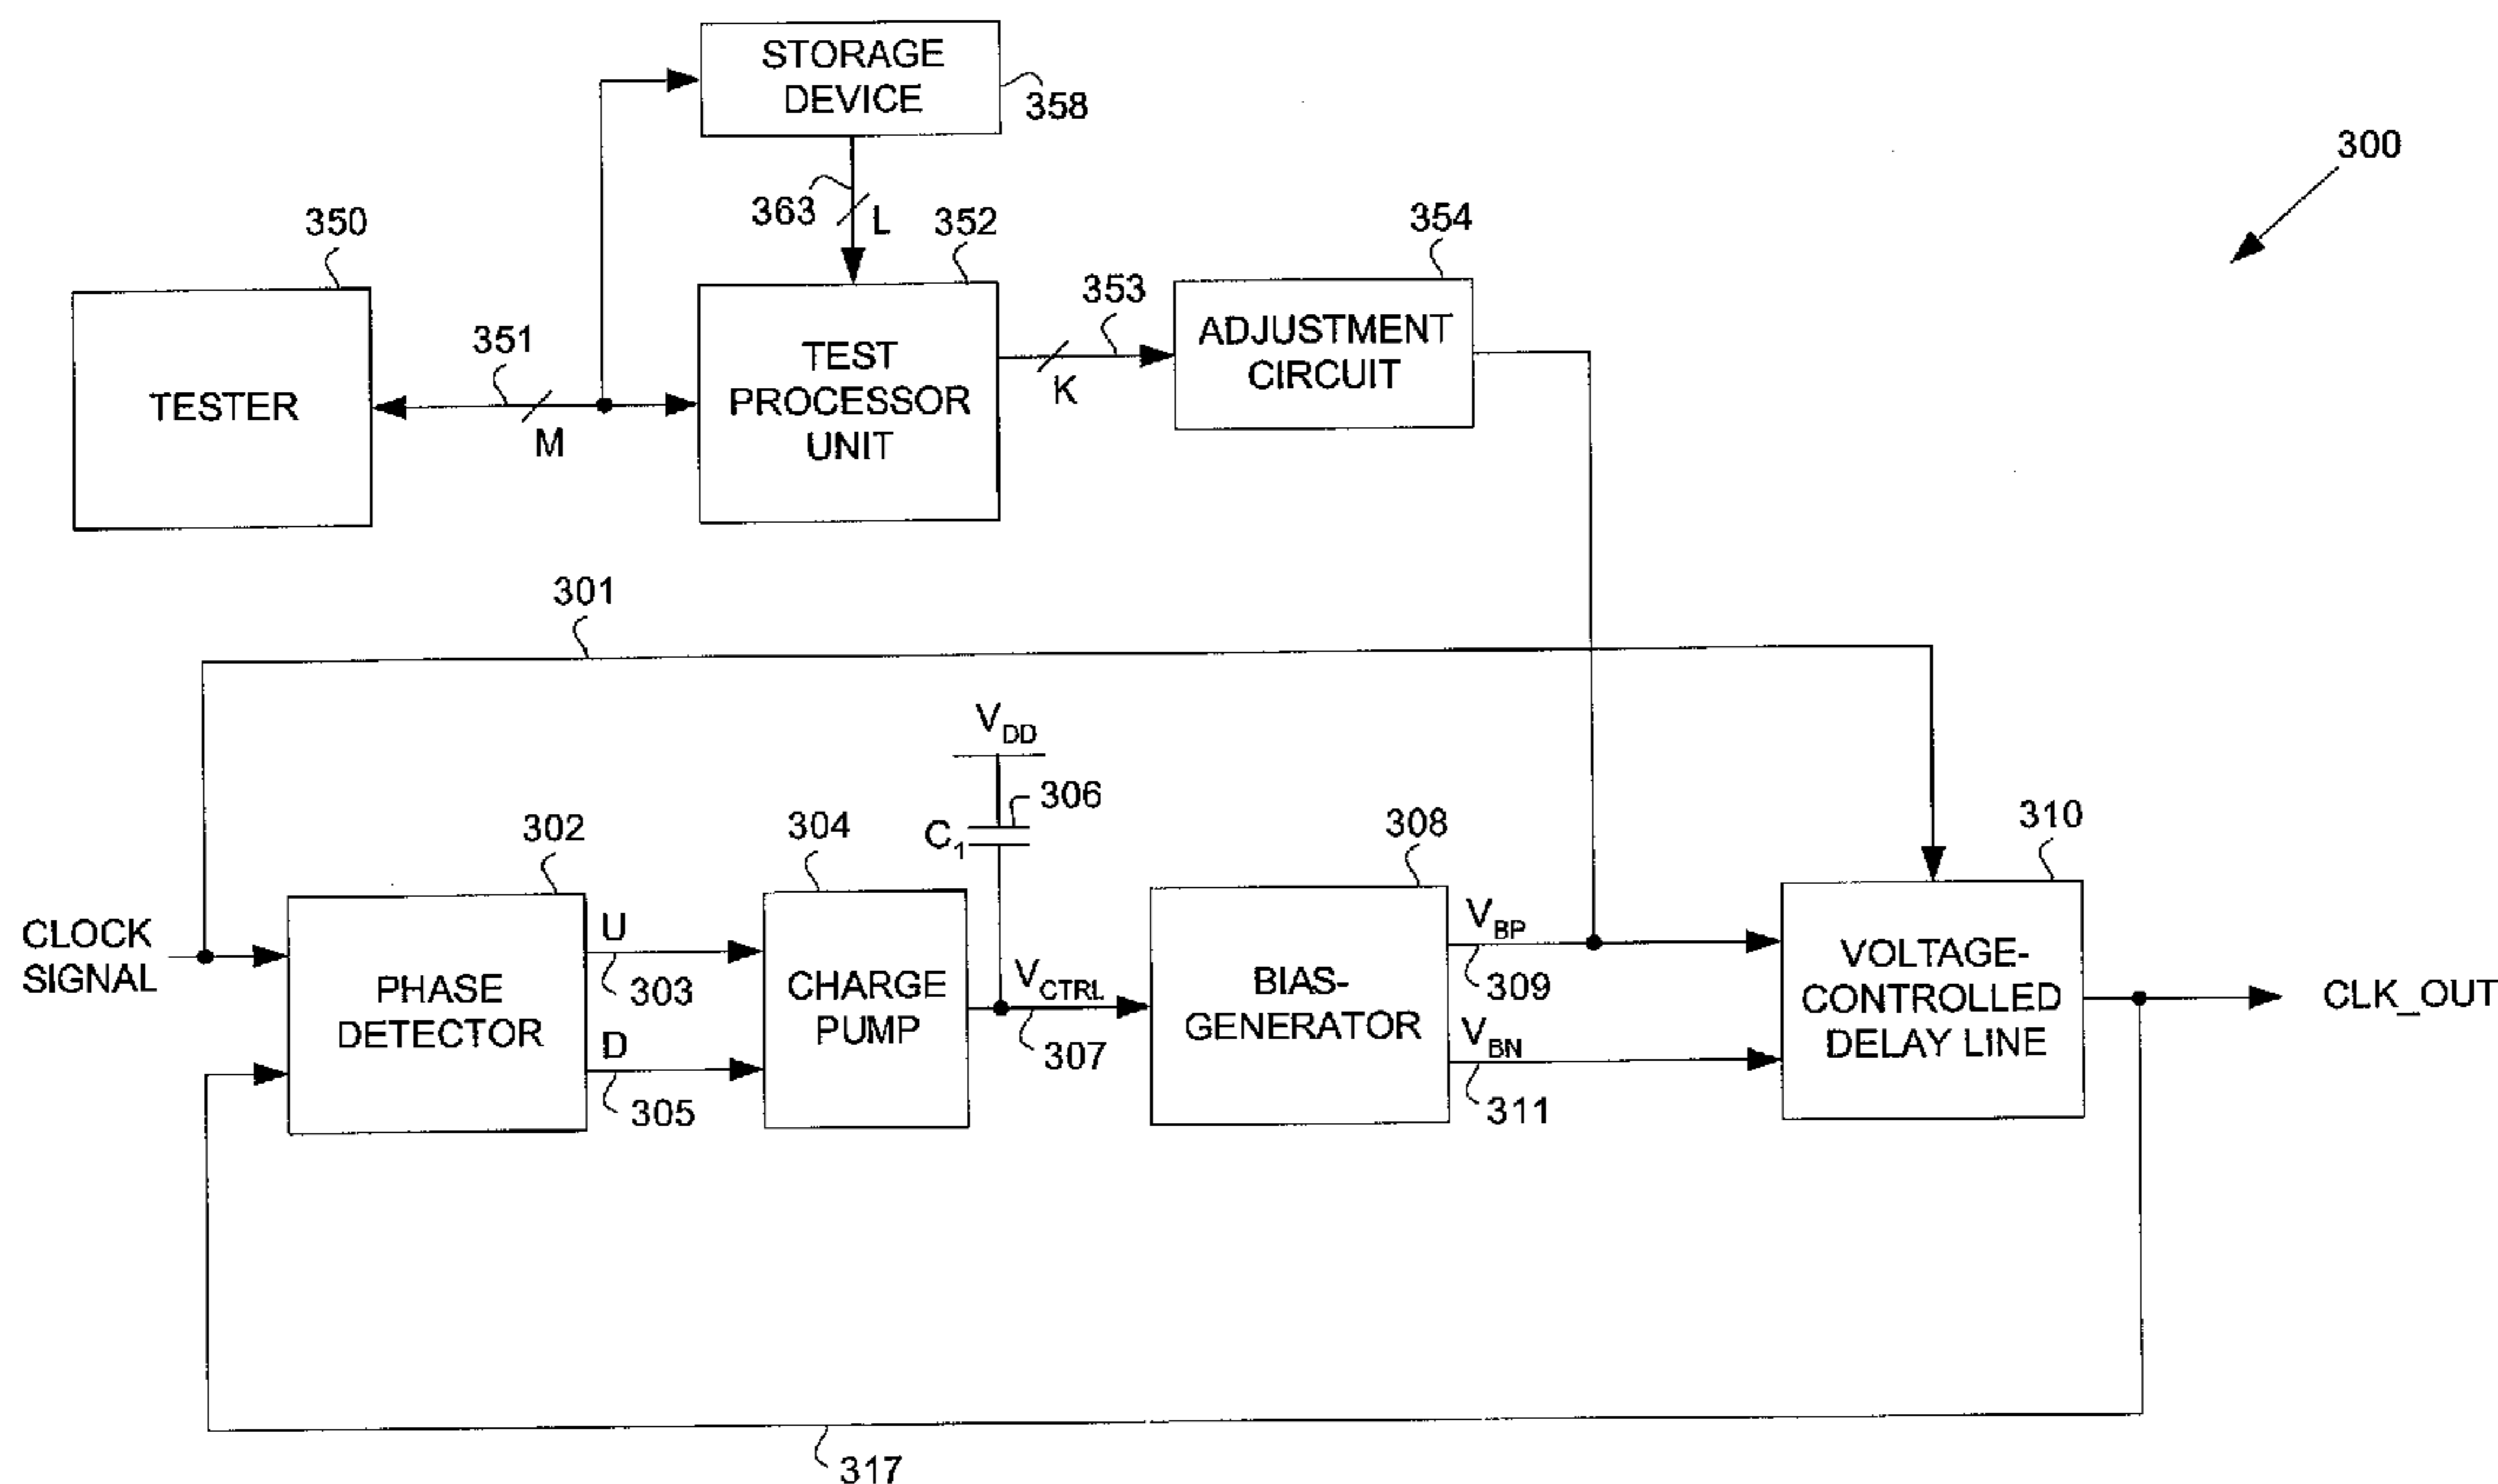 STORAGE
DEVICE
358
300
363
L
350
352
354
353
351
ADJUSTMENT
CIRCUIT
TEST
PROCESSOR
UNIT
TESTER
K
M
301
VDD
306
C1
302
304
308
310
CLOCK
SIGNAL
U
303
PHASE
DETECTOR
D
305
CHARGE
PUMP
VCTRL
307
BIAS-
GENERATOR
VBP
309
VBN
311
VOLTAGE-
CONTROLLED
DELAY LINE
CLK_OUT
317